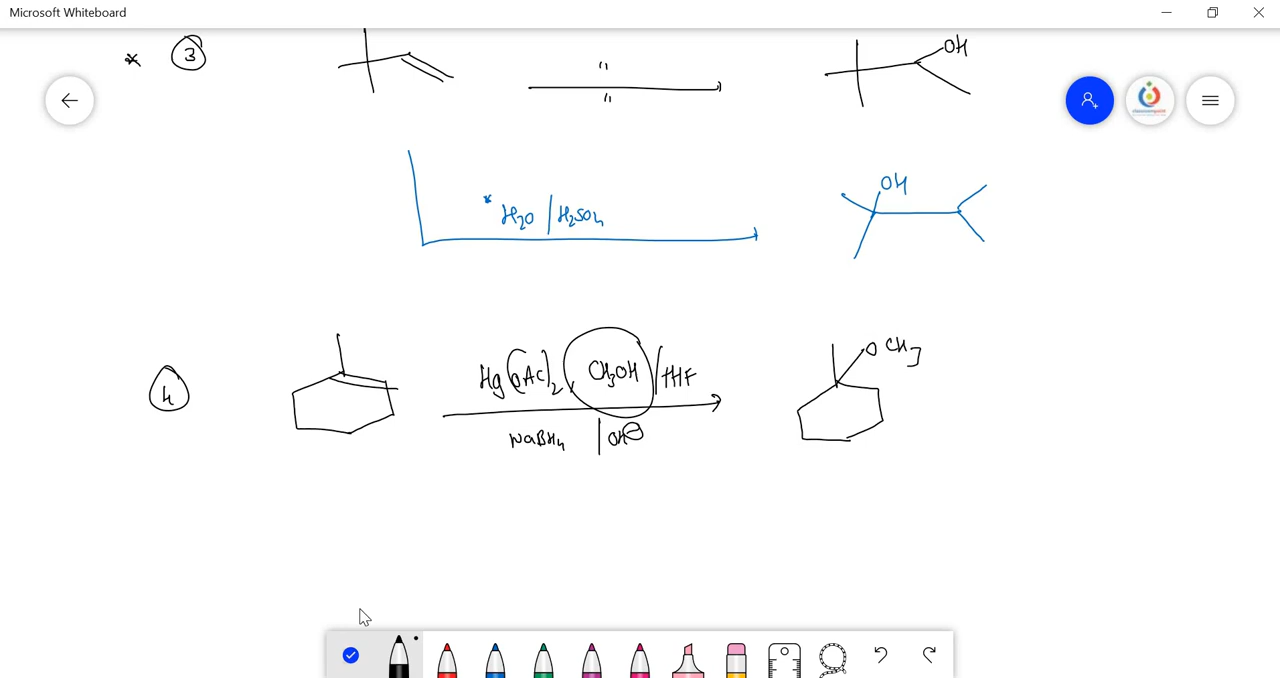 Microsoft Whiteboard
* 3
"
"
OH
* H2O | H2SO4
OH
4
Hg(OAc)2, CH3OH | THF
NaBH4 | OH⊖
OCH3